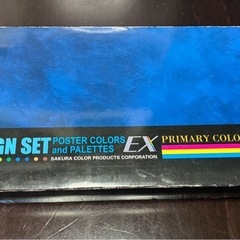 GN SET
POSTER COLORS
and PALETTES
EX
PRIMARY COLO
SAKURA COLOR PRODUCTS CORPORATION